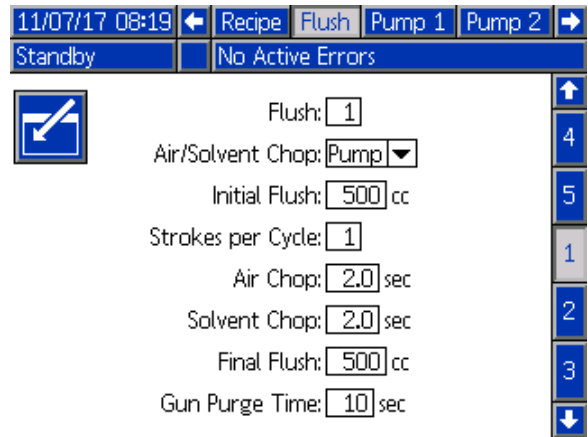 11/07/17 08:19 Recipe Flush Pump 1 Pump 2
Standby No Active Errors
Flush: 1
4
Air/Solvent Chop: Pump
Initial Flush: 500 cc
5
Strokes per Cycle: 1
1
Air Chop: 2.0 sec
Solvent Chop: 2.0 sec
2
Final Flush: 500 cc
3
Gun Purge Time: 10 sec